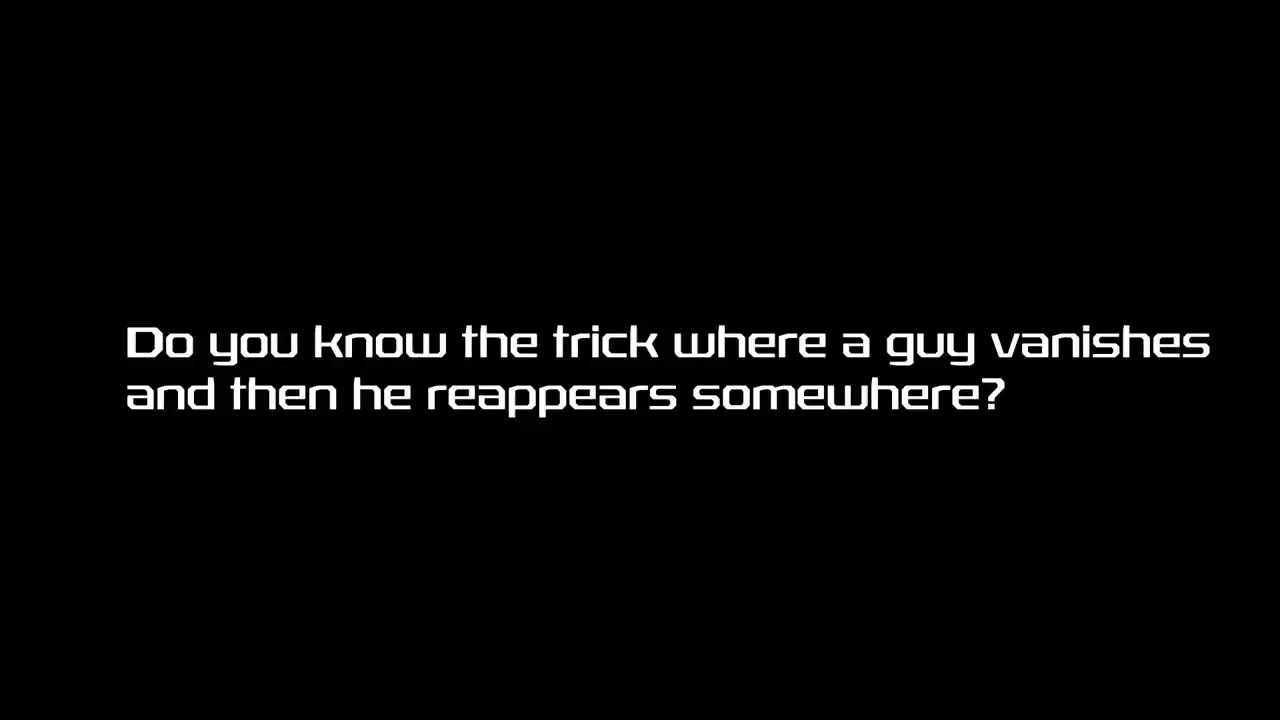 Do you know the trick where a guy vanishes
and then he reappears somewhere?